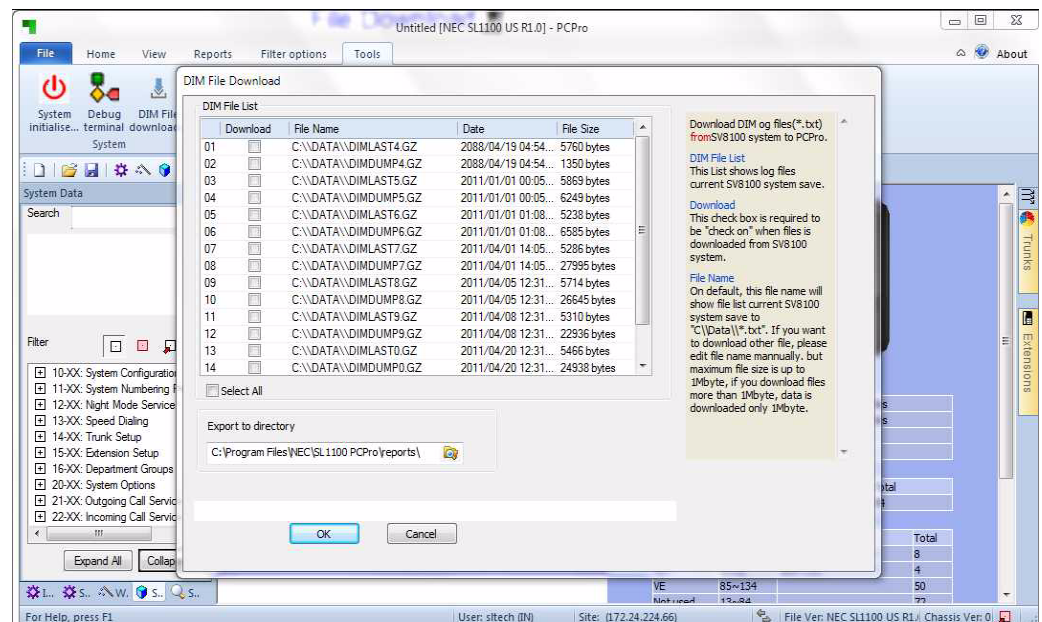 File Download
Untitled [NEC SL1100 US R1.0] - PCPro
File Home View Reports Filter options Tools About
System initialise... Debug terminal DIM File download
System
DIM File Download
DIM File List
Download File Name Date File Size
01 C:\\DATA\\DIMLAST4.GZ 2088/04/19 04:54... 5760 bytes
02 C:\\DATA\\DIMDUMP4.GZ 2088/04/19 04:54... 1350 bytes
03 C:\\DATA\\DIMLAST5.GZ 2011/01/01 00:05... 5869 bytes
04 C:\\DATA\\DIMDUMP5.GZ 2011/01/01 00:05... 6249 bytes
05 C:\\DATA\\DIMLAST6.GZ 2011/01/01 01:08... 5238 bytes
06 C:\\DATA\\DIMDUMP6.GZ 2011/01/01 01:08... 6585 bytes
07 C:\\DATA\\DIMLAST7.GZ 2011/04/01 14:05... 5286 bytes
08 C:\\DATA\\DIMDUMP7.GZ 2011/04/01 14:05... 27995 bytes
09 C:\\DATA\\DIMLAST8.GZ 2011/04/05 12:31... 5714 bytes
10 C:\\DATA\\DIMDUMP8.GZ 2011/04/05 12:31... 26645 bytes
11 C:\\DATA\\DIMLAST9.GZ 2011/04/08 12:31... 5310 bytes
12 C:\\DATA\\DIMDUMP9.GZ 2011/04/08 12:31... 22936 bytes
13 C:\\DATA\\DIMLAST0.GZ 2011/04/20 12:31... 5466 bytes
14 C:\\DATA\\DIMDUMP0.GZ 2011/04/20 12:31... 24938 bytes
Select All
Export to directory
C:\Program Files\NEC\SL1100 PCPro\reports\
OK Cancel
Download DIM og files(*.txt)
fromSV8100 system to PCPro.
DIM File List
This List shows log files
current SV8100 system save.
Download
This check box is required to
be "check on" when files is
downloaded from SV8100
system.
File Name
On default, this file name will
show file list current SV8100
system save to
"C\\Data\\*.txt". If you want
to download other file, please
edit file name mannually. but
maximum file size is up to
1Mbyte, if you download files
more than 1Mbyte, data is
downloaded only 1Mbyte.
System Data
Search
Filter
10-XX: System Configuration
11-XX: System Numbering
12-XX: Night Mode Service
13-XX: Speed Dialing
14-XX: Trunk Setup
15-XX: Extension Setup
16-XX: Department Groups
20-XX: System Options
21-XX: Outgoing Call Servic
22-XX: Incoming Call Servic
Expand All Collap
I... S... W. S.. S..
Trunks
Extensions
Total
8
4
VE 85~134 50
Not used 13~84 72
For Help, press F1 User: sltech (IN) Site: (172.24.224.66) File Ver: NEC SL1100 US R1. Chassis Ver: 0